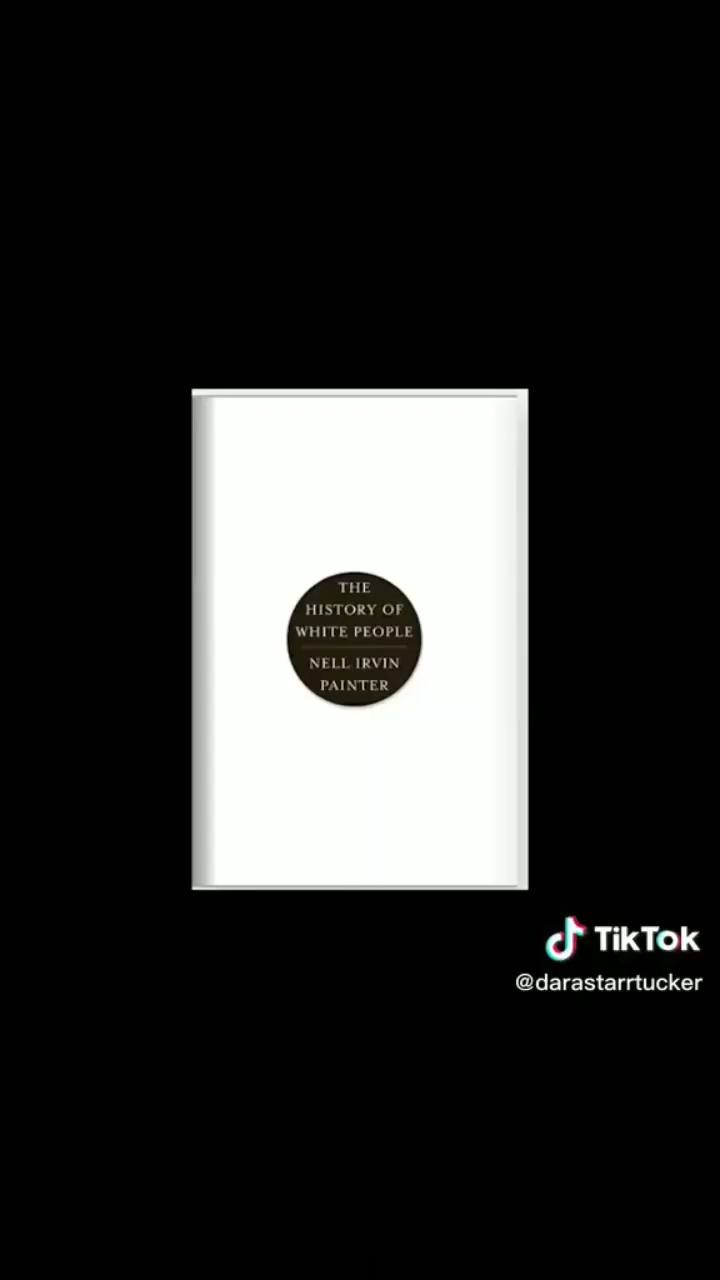 THE
HISTORY OF
WHITE PEOPLE
NELL IRVIN
PAINTER
TikTok
@darastarrtucker